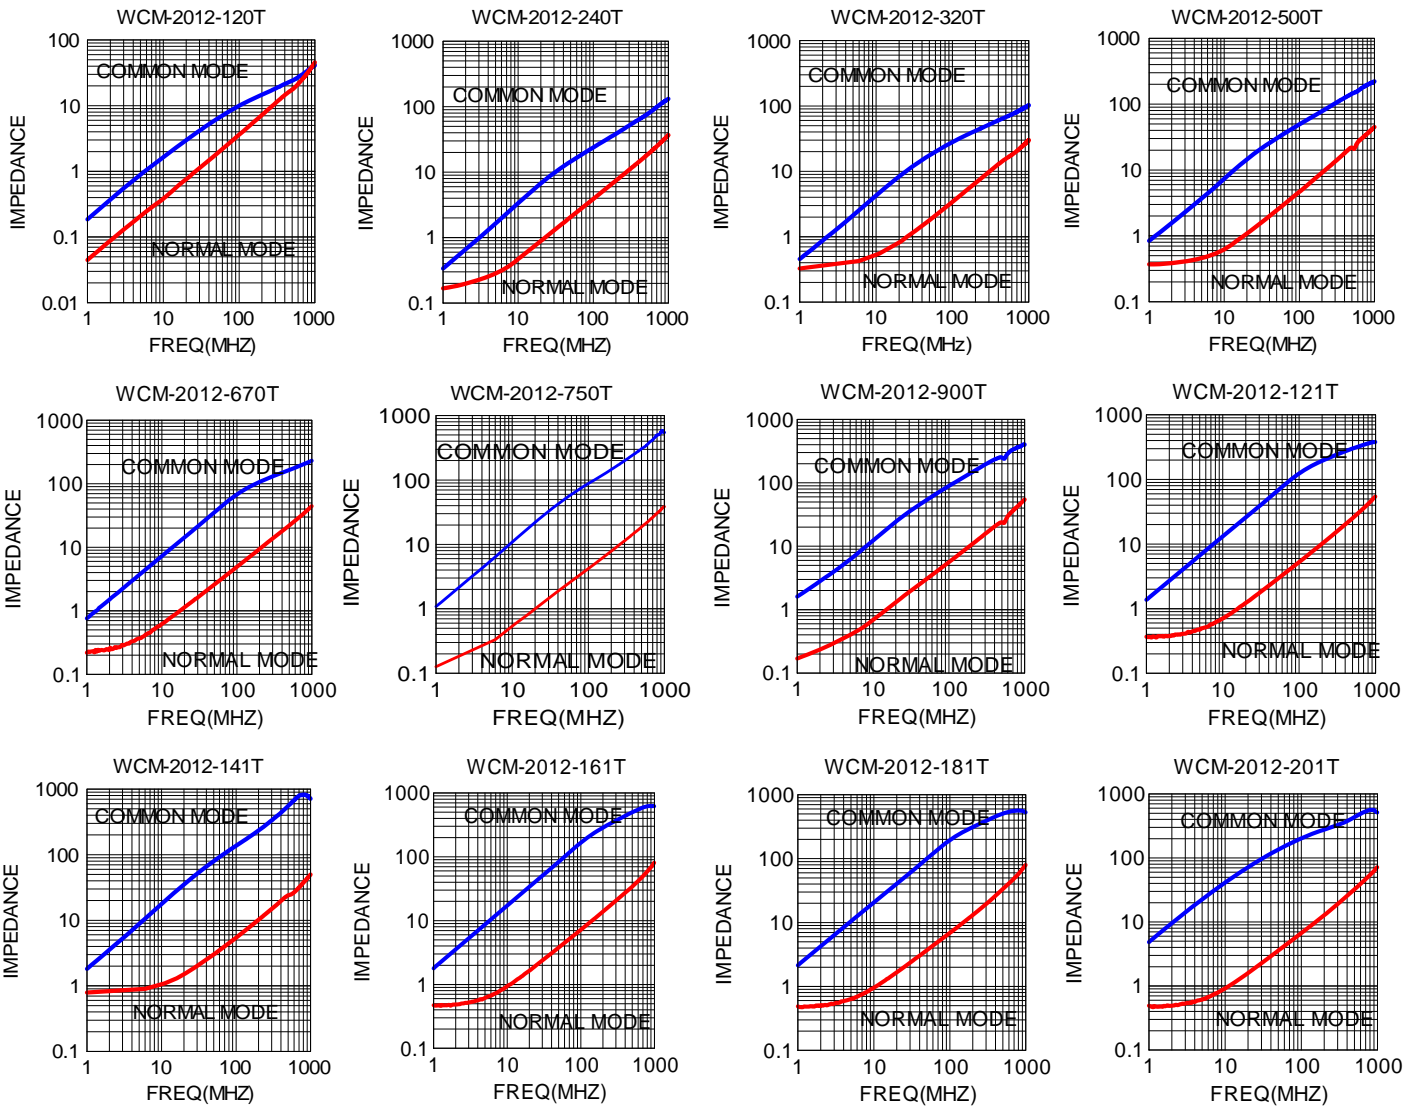 WCM-2012-120T
IMPEDANCE
100
10
1
0.1
0.01
COMMON MODE
NORMAL MODE
1 10 100 1000
FREQ(MHZ)
WCM-2012-240T
IMPEDANCE
1000
100
10
1
0.1
COMMON MODE
NORMAL MODE
1 10 100 1000
FREQ(MHZ)
WCM-2012-320T
IMPEDANCE
1000
100
10
1
0.1
COMMON MODE
NORMAL MODE
1 10 100 1000
FREQ(MHz)
WCM-2012-500T
IMPEDANCE
1000
100
10
1
0.1
COMMON MODE
NORMAL MODE
1 10 100 1000
FREQ(MHZ)
WCM-2012-670T
IMPEDANCE
1000
100
10
1
0.1
COMMON MODE
NORMAL MODE
1 10 100 1000
FREQ(MHZ)
WCM-2012-750T
IMPEDANCE
1000
100
10
1
0.1
COMMON MODE
NORMAL MODE
1 10 100 1000
FREQ(MHZ)
WCM-2012-900T
IMPEDANCE
1000
100
10
1
0.1
COMMON MODE
NORMAL MODE
1 10 100 1000
FREQ(MHZ)
WCM-2012-121T
IMPEDANCE
1000
100
10
1
0.1
COMMON MODE
NORMAL MODE
1 10 100 1000
FREQ(MHZ)
WCM-2012-141T
IMPEDANCE
1000
100
10
1
0.1
COMMON MODE
NORMAL MODE
1 10 100 1000
FREQ(MHZ)
WCM-2012-161T
IMPEDANCE
1000
100
10
1
0.1
COMMON MODE
NORMAL MODE
1 10 100 1000
FREQ(MHZ)
WCM-2012-181T
IMPEDANCE
1000
100
10
1
0.1
COMMON MODE
NORMAL MODE
1 10 100 1000
FREQ(MHZ)
WCM-2012-201T
IMPEDANCE
1000
100
10
1
0.1
COMMON MODE
NORMAL MODE
1 10 100 1000
FREQ(MHZ)